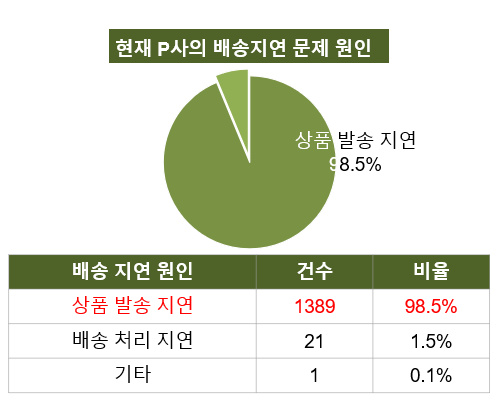 현재 P사의 배송지연 문제 원인
상품 발송 지연
98.5%
배송 지연 원인 건수 비율
상품 발송 지연 1389 98.5%
배송 처리 지연 21 1.5%
기타 1 0.1%